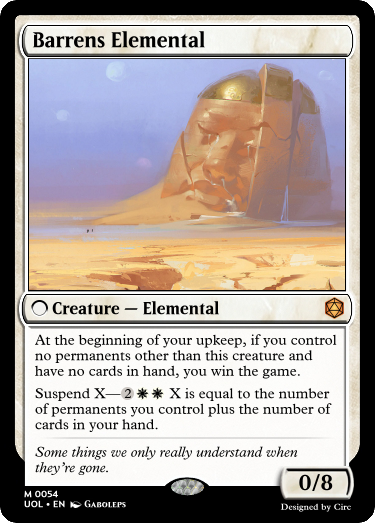 Barrens Elemental
Creature — Elemental
At the beginning of your upkeep, if you control
no permanents other than this creature and
have no cards in hand, you win the game.
Suspend X—2 X is equal to the number
of permanents you control plus the number of
cards in your hand.
Some things we only really understand when
they're gone.
0/8
M 0054
UOL • EN Gaboleps
Designed by Circ